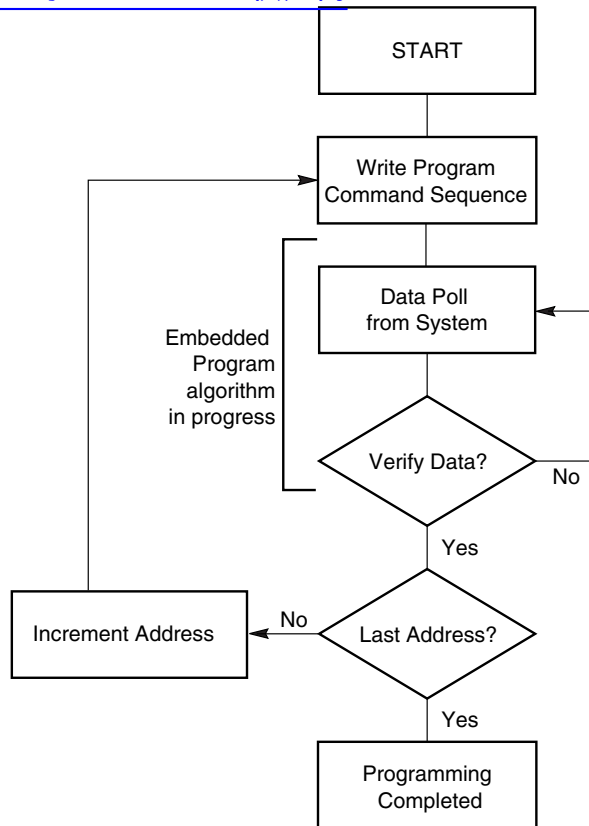 START
Write Program
Command Sequence
Data Poll
from System
Embedded
Program
algorithm
in progress
Verify Data?
No
Yes
No
Increment Address
Last Address?
Yes
Programming
Completed